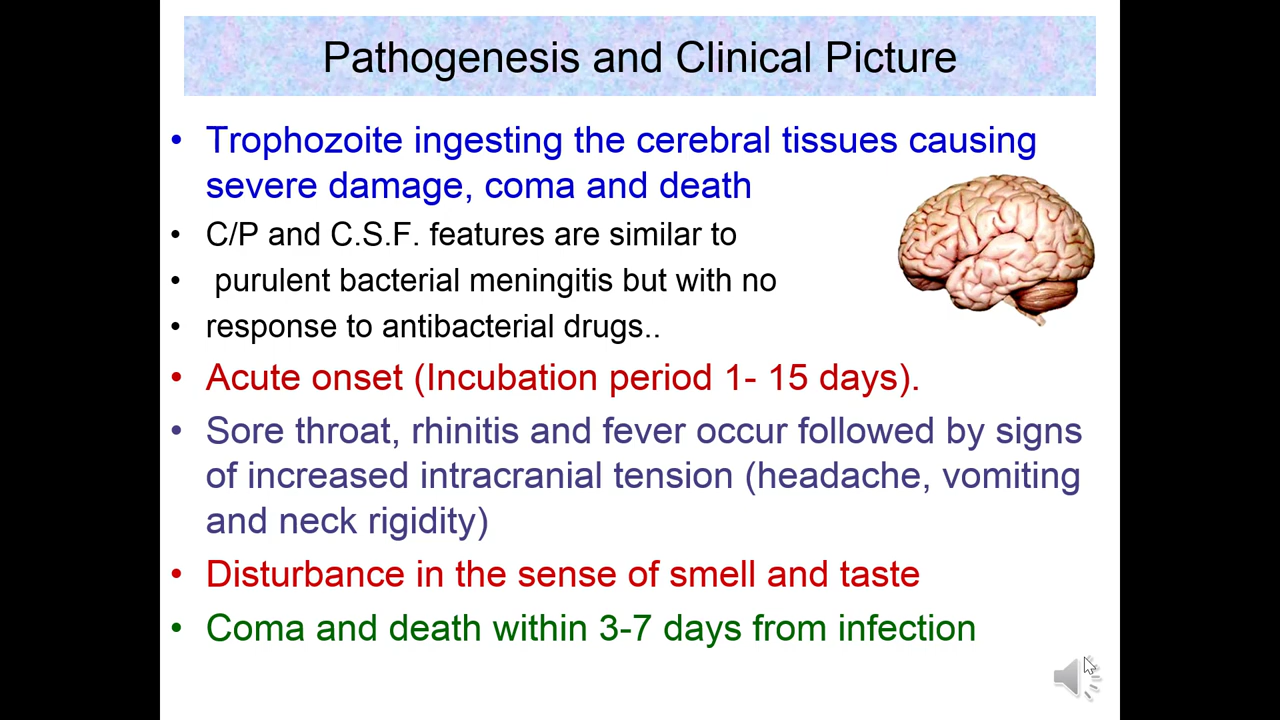 Pathogenesis and Clinical Picture
• Trophozoite ingesting the cerebral tissues causing
severe damage, coma and death
• C/P and C.S.F. features are similar to
• purulent bacterial meningitis but with no
• response to antibacterial drugs..
• Acute onset (Incubation period 1- 15 days).
• Sore throat, rhinitis and fever occur followed by signs
of increased intracranial tension (headache, vomiting
and neck rigidity)
• Disturbance in the sense of smell and taste
• Coma and death within 3-7 days from infection